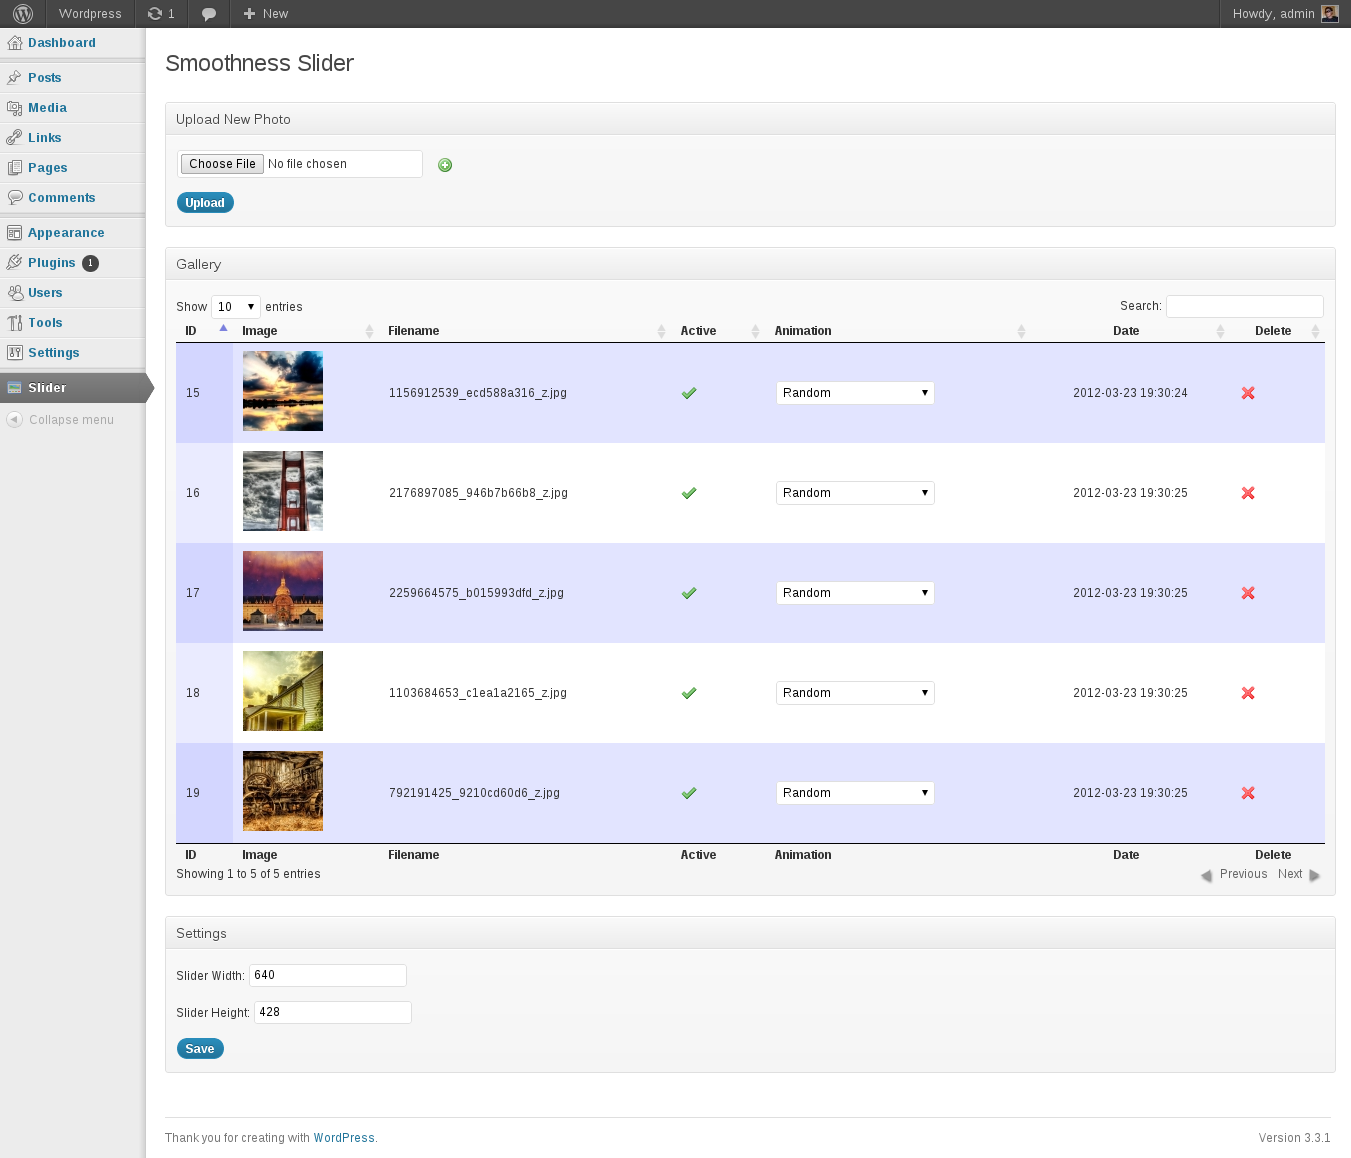 Wordpress 1 New Howdy, admin
Dashboard
Posts
Media
Links
Pages
Comments
Appearance
Plugins 1
Users
Tools
Settings
Slider
Collapse menu
Smoothness Slider
Upload New Photo
Choose File No file chosen
Upload
Gallery
Show 10 entries Search:
ID Image Filename Active Animation Date Delete
15 1156912539_ecd588a316_z.jpg Random 2012-03-23 19:30:24
16 2176897085_946b7b66b8_z.jpg Random 2012-03-23 19:30:25
17 2259664575_b015993dfd_z.jpg Random 2012-03-23 19:30:25
18 1103684653_c1ea1a2165_z.jpg Random 2012-03-23 19:30:25
19 792191425_9210cd60d6_z.jpg Random 2012-03-23 19:30:25
ID Image Filename Active Animation Date Delete
Showing 1 to 5 of 5 entries Previous Next
Settings
Slider Width: 640
Slider Height: 428
Save
Thank you for creating with WordPress. Version 3.3.1